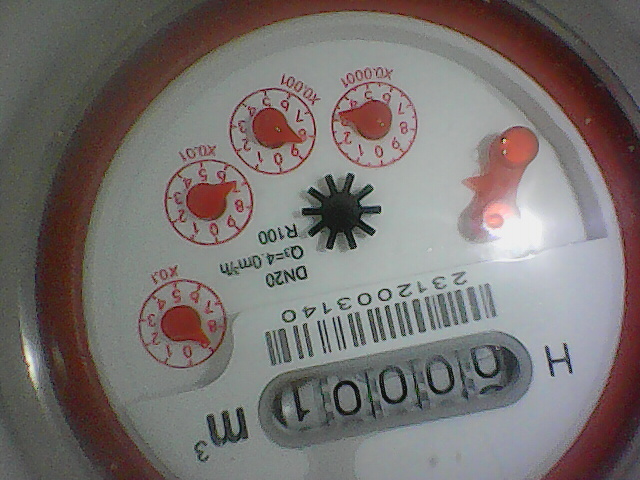 H 00001 m³
2312003140
DN20
Q₃=4.0m³/h
R100
X0.1
X0.01
X0.001
X0.0001